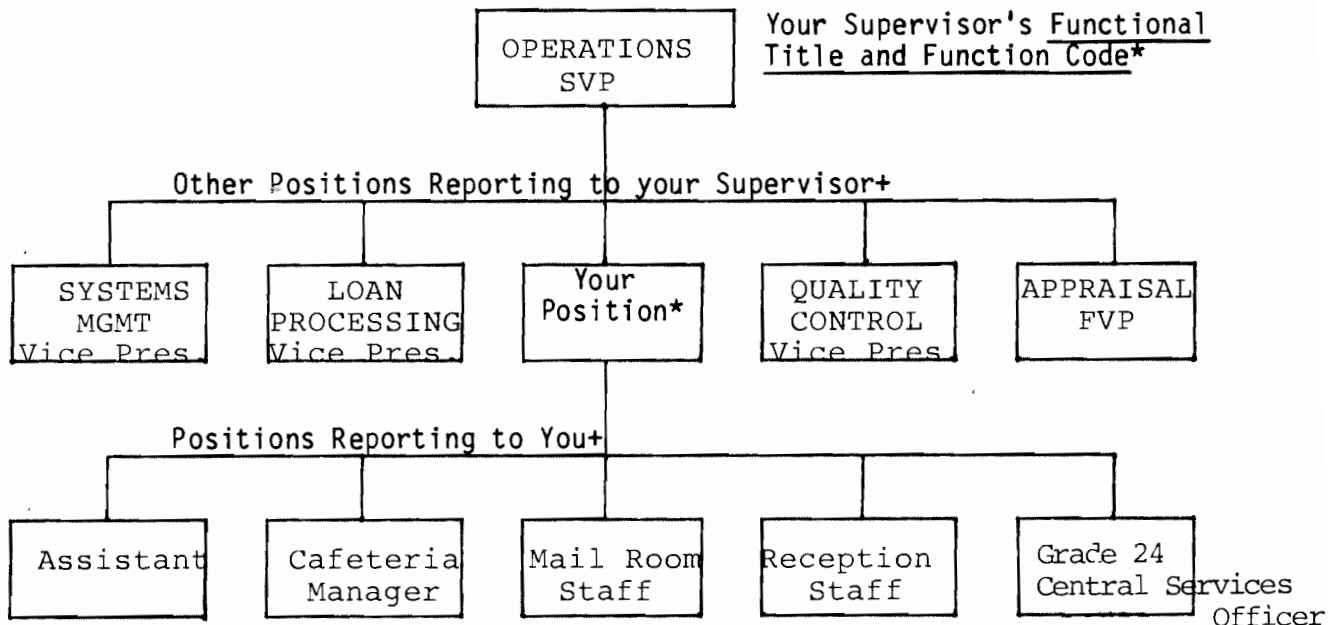 OPERATIONS
SVP
Your Supervisor's Functional
Title and Function Code*
Other Positions Reporting to your Supervisor+
SYSTEMS
MGMT
Vice Pres.
LOAN
PROCESSING
Vice Pres.
Your
Position*
QUALITY
CONTROL
Vice Pres.
APPRAISAL
FVP
Positions Reporting to You+
Assistant
Cafeteria
Manager
Mail Room
Staff
Reception
Staff
Grade 24
Central Services
Officer